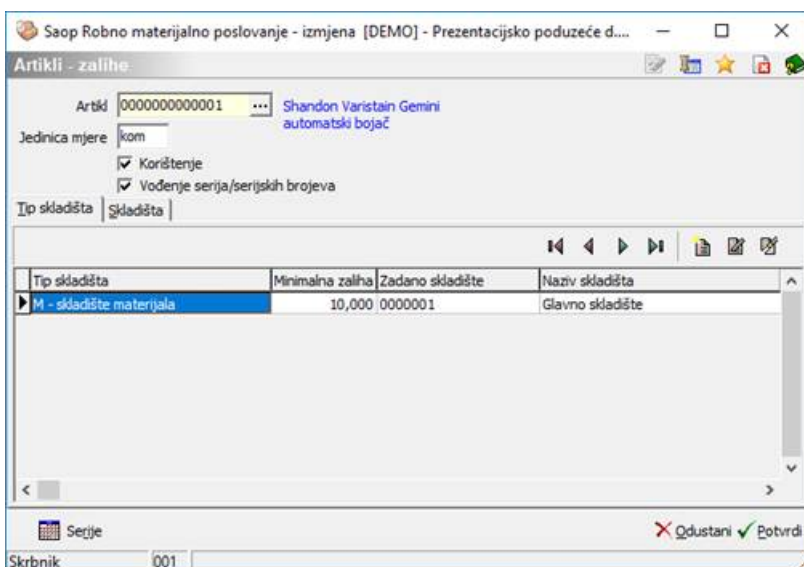 Saop Robno materijalno poslovanje - izmjena [DEMO] - Prezentacijsko poduzeće d....
Artikli - zalihe
Artikl 0000000000001 ... Shandon Varistain Gemini
automatski bojač
Jedinica mjere kom
Korištenje
Vođenje serija/serijskih brojeva
Tip skladišta Skladišta
Tip skladišta Minimalna zaliha Zadano skladište Naziv skladišta
M - skladište materijala 10,000 0000001 Glavno skladište
Serije Odustani Potvrdi
Skrbnik 001